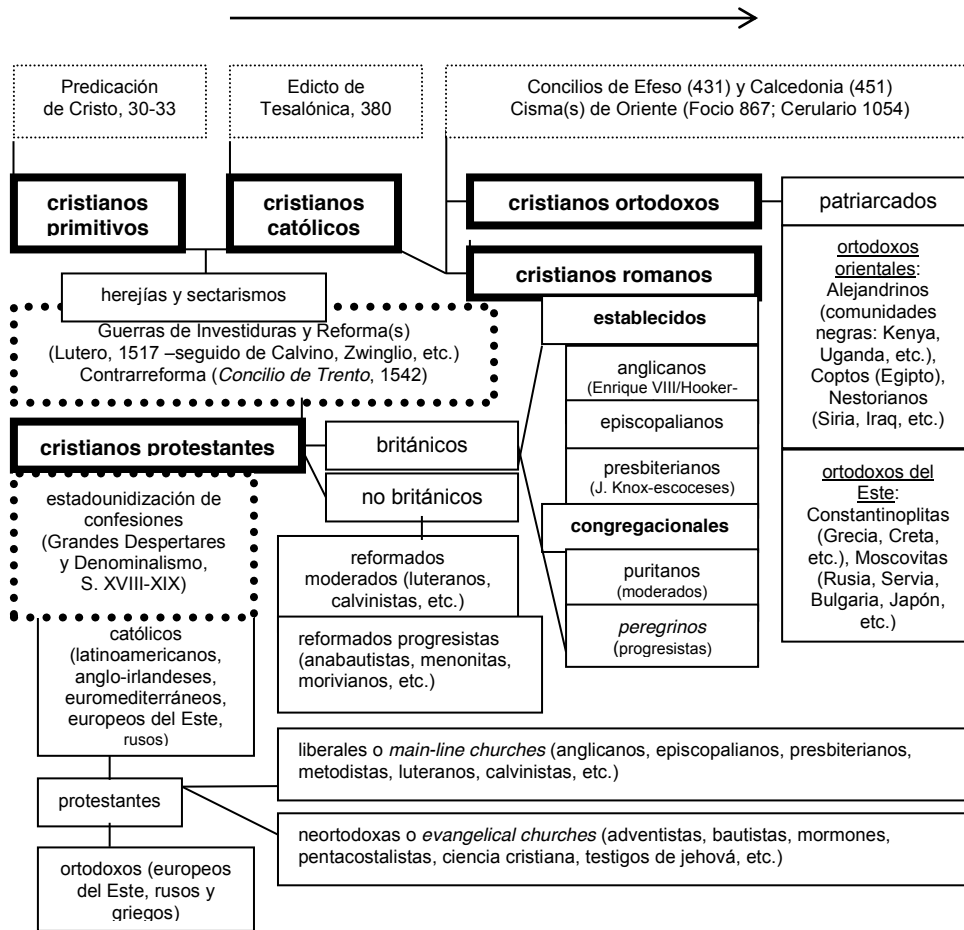 Predicación
de Cristo, 30-33
Edicto de
Tesalónica, 380
Concilios de Efeso (431) y Calcedonia (451)
Cisma(s) de Oriente (Focio 867; Cerulario 1054)
cristianos
primitivos
cristianos
católicos
cristianos ortodoxos
patriarcados
cristianos romanos
ortodoxos
orientales:
Alejandrinos
(comunidades
negras: Kenya,
Uganda, etc.),
Coptos (Egipto),
Nestorianos
(Siria, Iraq, etc.)
ortodoxos del
Este:
Constantinoplitas
(Grecia, Creta,
etc.), Moscovitas
(Rusia, Servia,
Bulgaria, Japón,
etc.)
herejías y sectarismos
Guerras de Investiduras y Reforma(s)
(Lutero, 1517 –seguido de Calvino, Zwinglio, etc.)
Contrarreforma (Concilio de Trento, 1542)
establecidos
anglicanos
(Enrique VIII/Hooker-
episcopalianos
presbiterianos
(J. Knox-escoceses)
congregacionales
puritanos
(moderados)
peregrinos
(progresistas)
cristianos protestantes
británicos
no británicos
estadounidización de
confesiones
(Grandes Despertares
y Denominalismo,
S. XVIII-XIX)
reformados
moderados (luteranos,
calvinistas, etc.)
reformados progresistas
(anabautistas, menonitas,
morivianos, etc.)
católicos
(latinoamericanos,
anglo-irlandeses,
euromediterráneos,
europeos del Este,
rusos)
protestantes
ortodoxos (europeos
del Este, rusos y
griegos)
liberales o main-line churches (anglicanos, episcopalianos, presbiterianos,
metodistas, luteranos, calvinistas, etc.)
neortodoxas o evangelical churches (adventistas, bautistas, mormones,
pentacostalistas, ciencia cristiana, testigos de jehová, etc.)